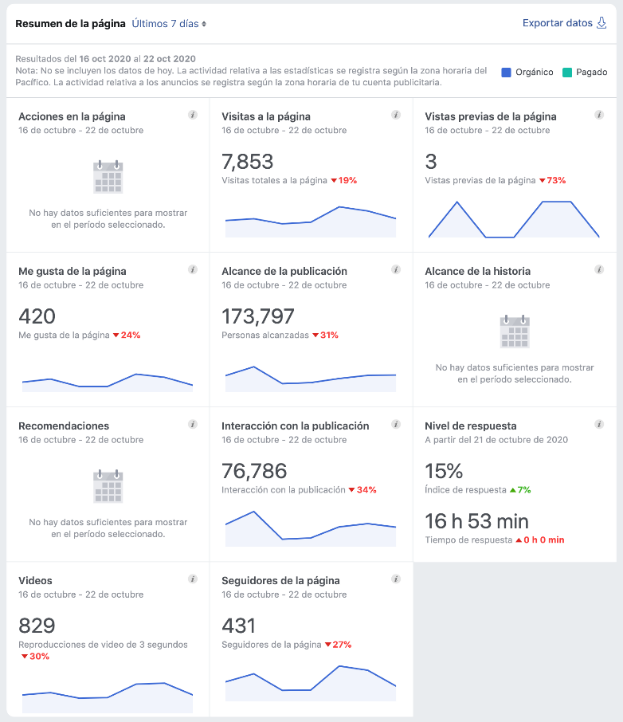 Resumen de la página Últimos 7 días
Exportar datos
Resultados del 16 oct 2020 al 22 oct 2020
Nota: No se incluyen los datos de hoy. La actividad relativa a las estadísticas se registra según la zona horaria del
Pacífico. La actividad relativa a los anuncios se registra según la zona horaria de tu cuenta publicitaria.
Orgánico Pagado
Acciones en la página
16 de octubre - 22 de octubre
No hay datos suficientes para mostrar
en el período seleccionado.
Visitas a la página
16 de octubre - 22 de octubre
7,853
Visitas totales a la página ▼19%
Vistas previas de la página
16 de octubre - 22 de octubre
3
Vistas previas de la página ▼73%
Me gusta de la página
16 de octubre - 22 de octubre
420
Me gusta de la página ▼24%
Alcance de la publicación
16 de octubre - 22 de octubre
173,797
Personas alcanzadas ▼31%
Alcance de la historia
16 de octubre - 22 de octubre
No hay datos suficientes para mostrar
en el período seleccionado.
Recomendaciones
16 de octubre - 22 de octubre
No hay datos suficientes para mostrar
en el período seleccionado.
Interacción con la publicación
16 de octubre - 22 de octubre
76,786
Interacción con la publicación ▼34%
Nivel de respuesta
A partir del 21 de octubre de 2020
15%
Índice de respuesta ▲7%
16 h 53 min
Tiempo de respuesta ▲0 h 0 min
Videos
16 de octubre - 22 de octubre
829
Reproducciones de video de 3 segundos
▼30%
Seguidores de la página
16 de octubre - 22 de octubre
431
Seguidores de la página ▼27%